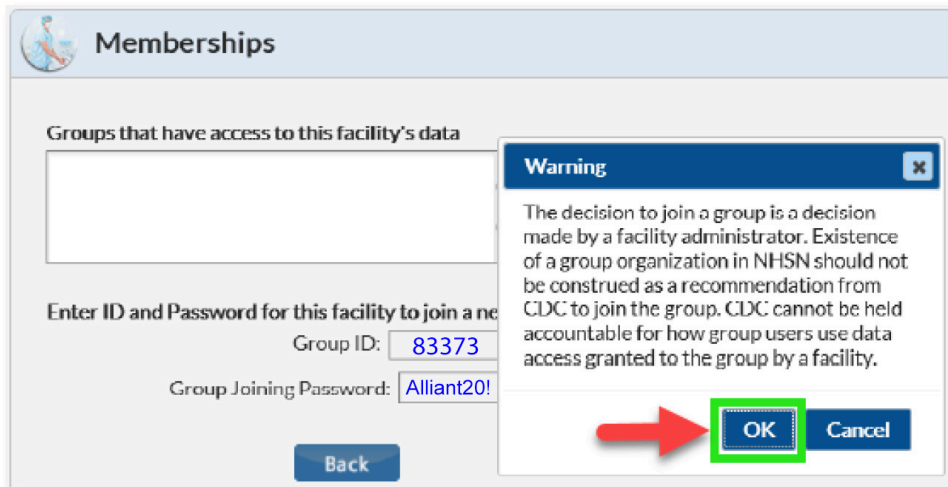 Memberships
Groups that have access to this facility's data
Enter ID and Password for this facility to join a ne
Group ID: 83373
Group Joining Password: Alliant20!
Back
Warning
The decision to join a group is a decision
made by a facility administrator. Existence
of a group organization in NHSN should not
be construed as a recommendation from
CDC to join the group. CDC cannot be held
accountable for how group users use data
access granted to the group by a facility.
OK Cancel